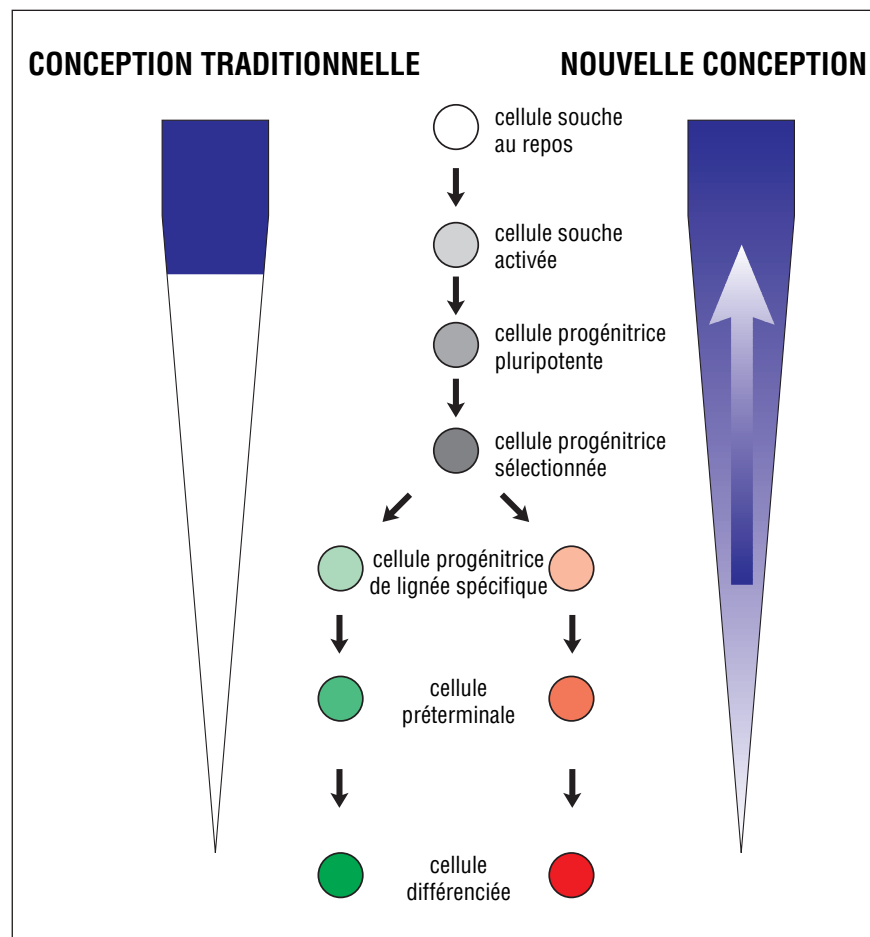 CONCEPTION TRADITIONNELLE
NOUVELLE CONCEPTION
cellule souche
au repos
cellule souche
activée
cellule progénitrice
pluripotente
cellule progénitrice
sélectionnée
cellule progénitrice
de lignée spécifique
cellule
préterminale
cellule
différenciée